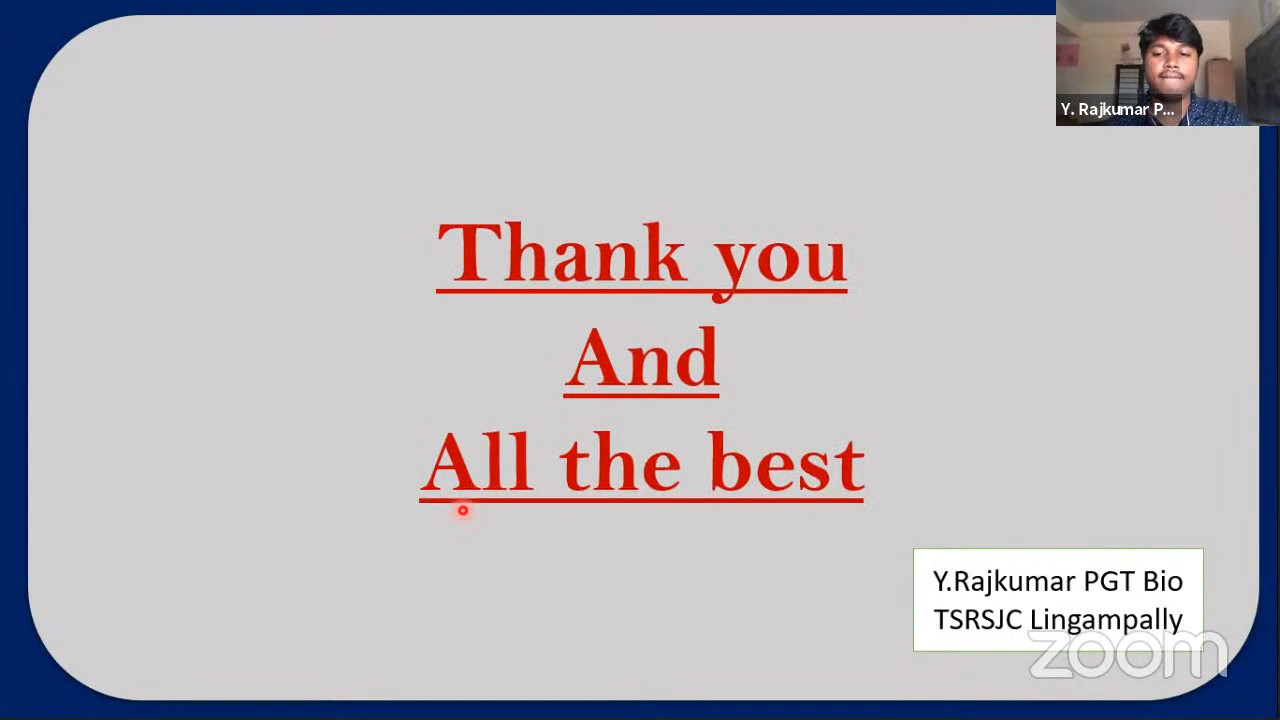 Y. Rajkumar P...
Thank you
And
All the best
Y.Rajkumar PGT Bio
TSRSJC Lingampally
zoom